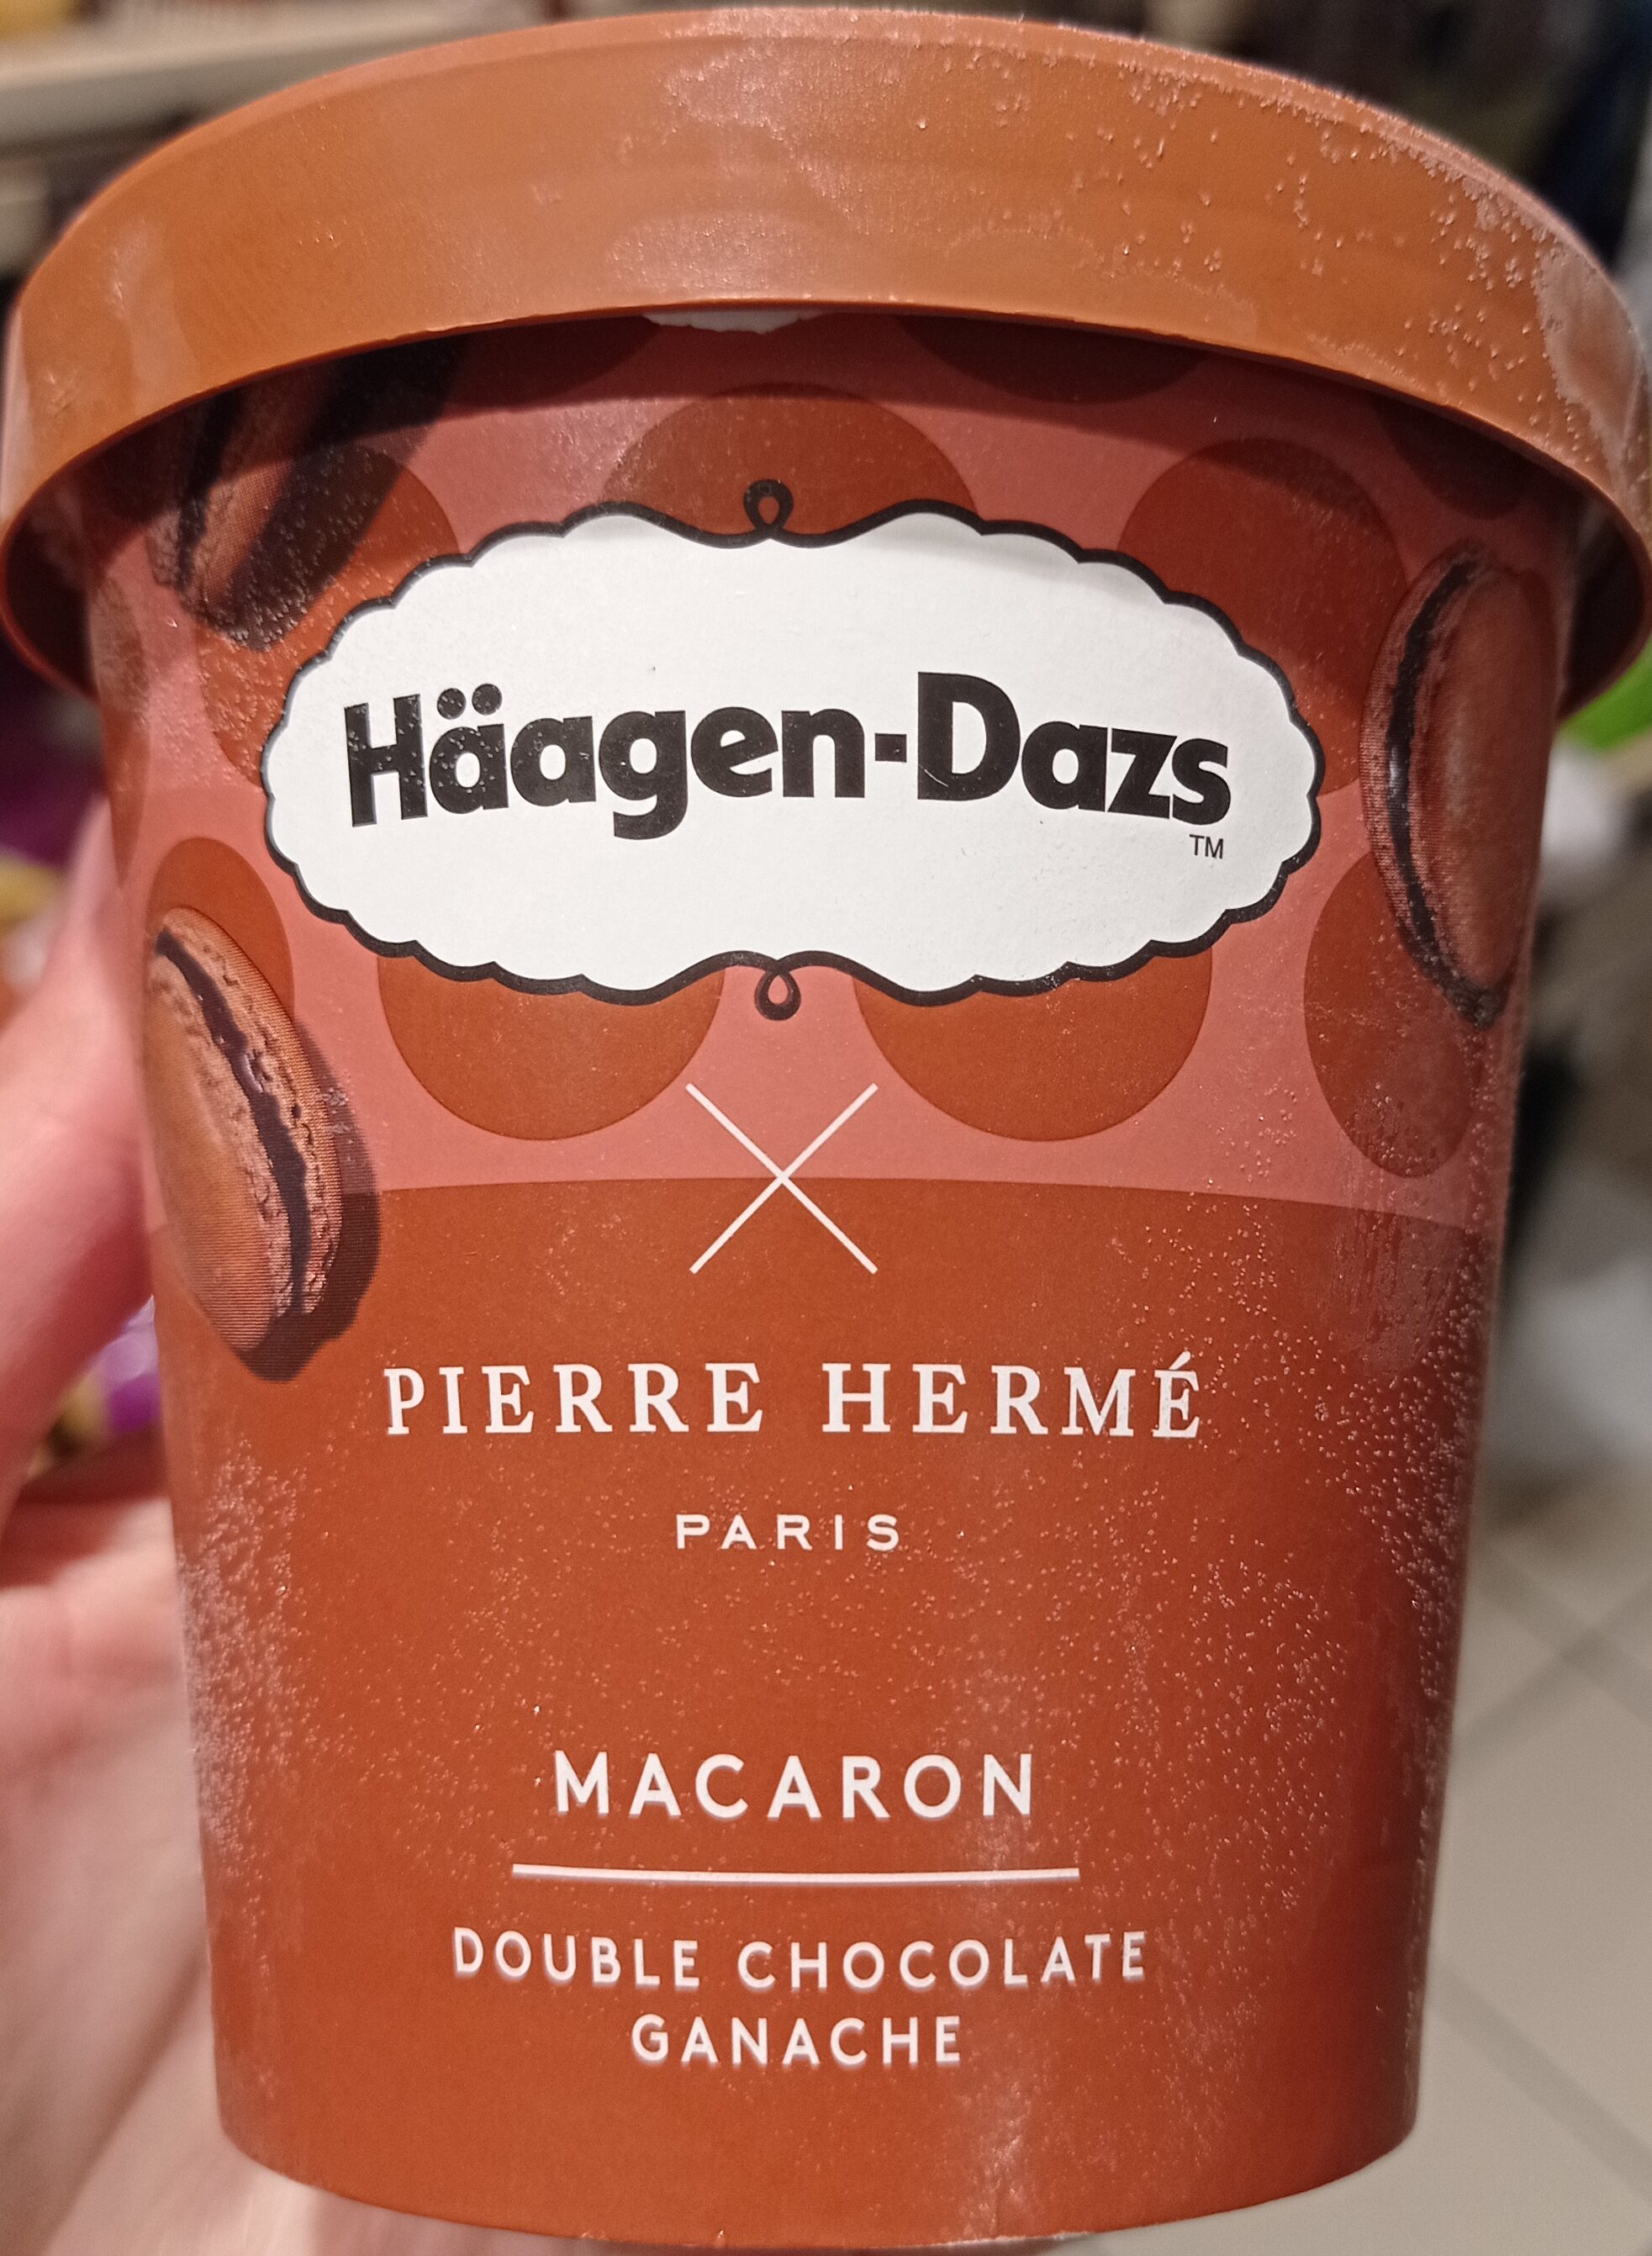 Häagen-Dazs
TM
PIERRE HERMÉ
PARIS
MACARON
DOUBLE CHOCOLATE
GANACHE